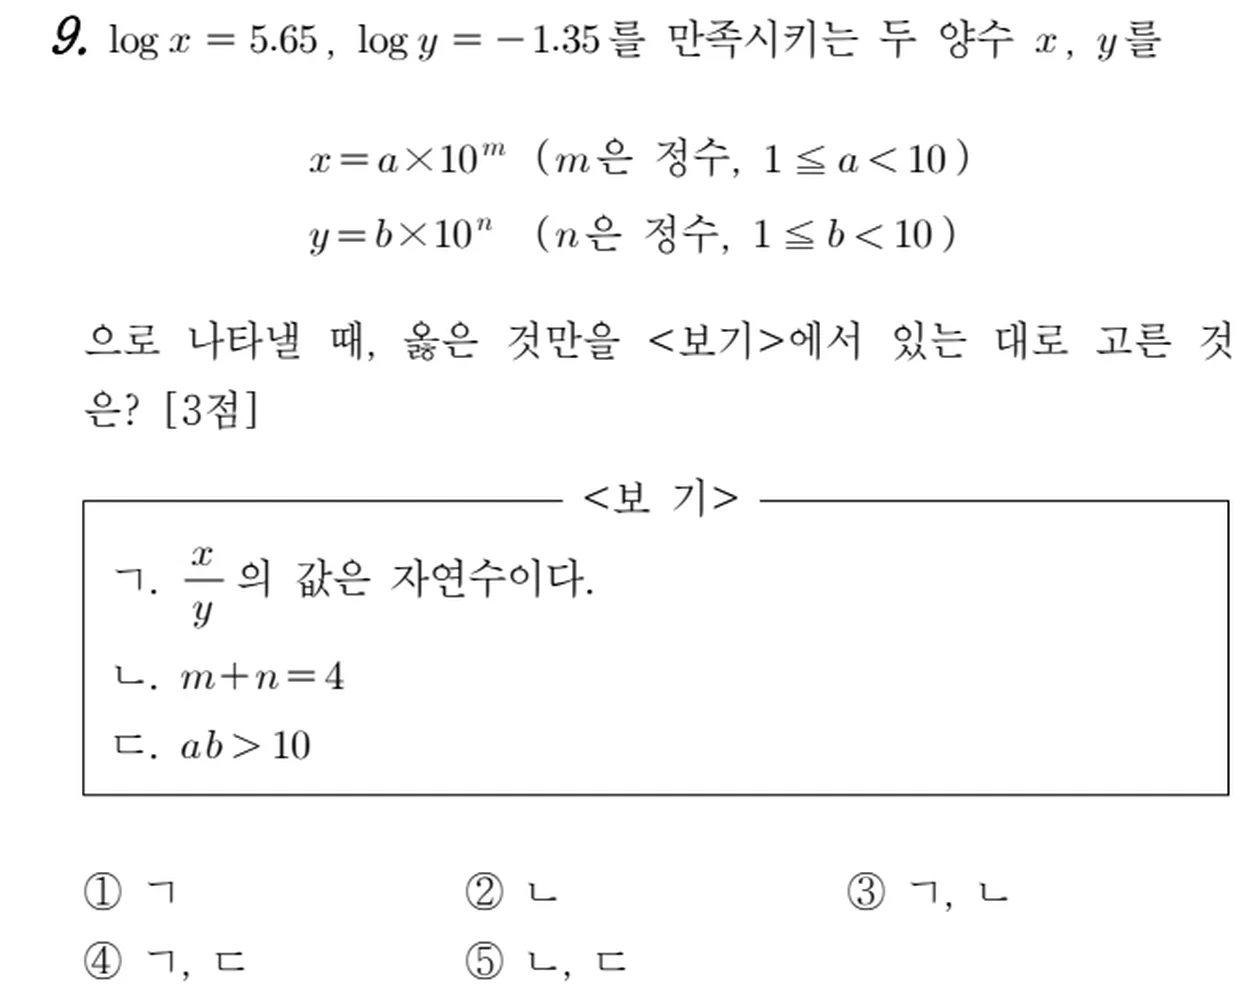 9. log x = 5.65, log y = −1.35를 만족시키는 두 양수 x, y를
x = a×10^m (m은 정수, 1 ≦ a < 10)
y = b×10^n (n은 정수, 1 ≦ b < 10)
으로 나타낼 때, 옳은 것만을 <보기>에서 있는 대로 고른 것
은? [3점]
<보 기>
ㄱ. x/y의 값은 자연수이다.
ㄴ. m+n=4
ㄷ. ab > 10
① ㄱ ② ㄴ ③ ㄱ, ㄴ
④ ㄱ, ㄷ ⑤ ㄴ, ㄷ